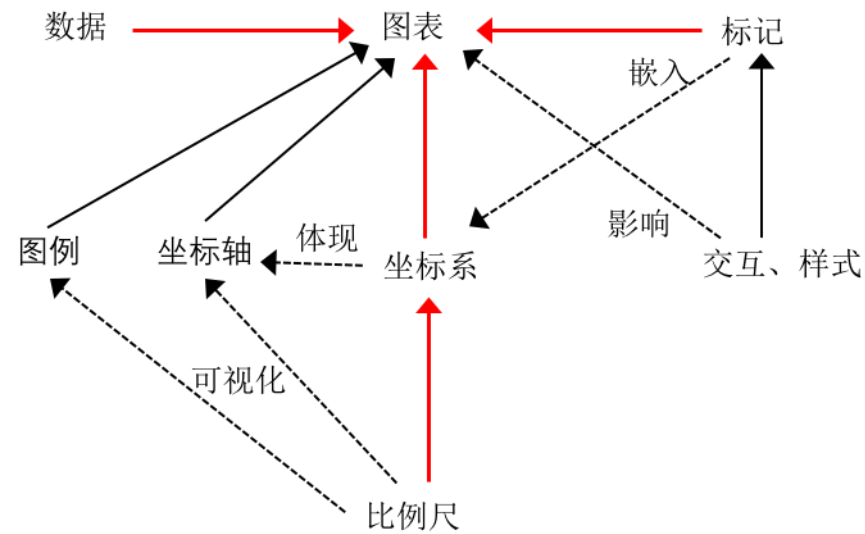 数据
图表
标记
嵌入
影响
图例
坐标轴
体现
坐标系
交互、样式
可视化
比例尺